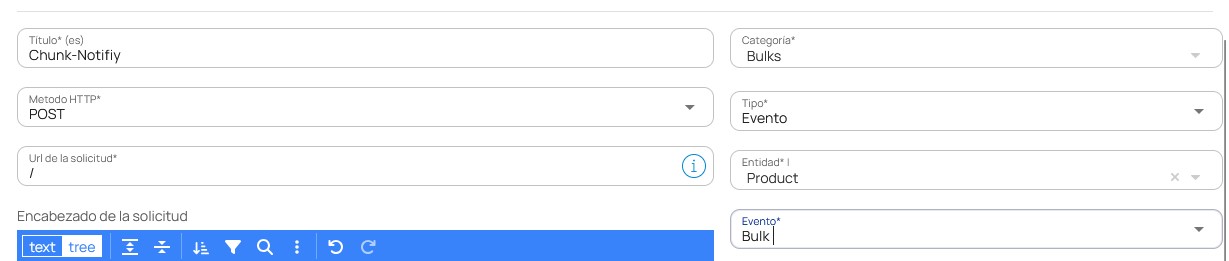 Titulo* (es)
Chunk-Notifiy
Metodo HTTP*
POST
Url de la solicitud*
/
i
Encabezado de la solicitud
text tree
Categoría*
Bulks
Tipo*
Evento
Entidad* |
Product
Evento*
Bulk